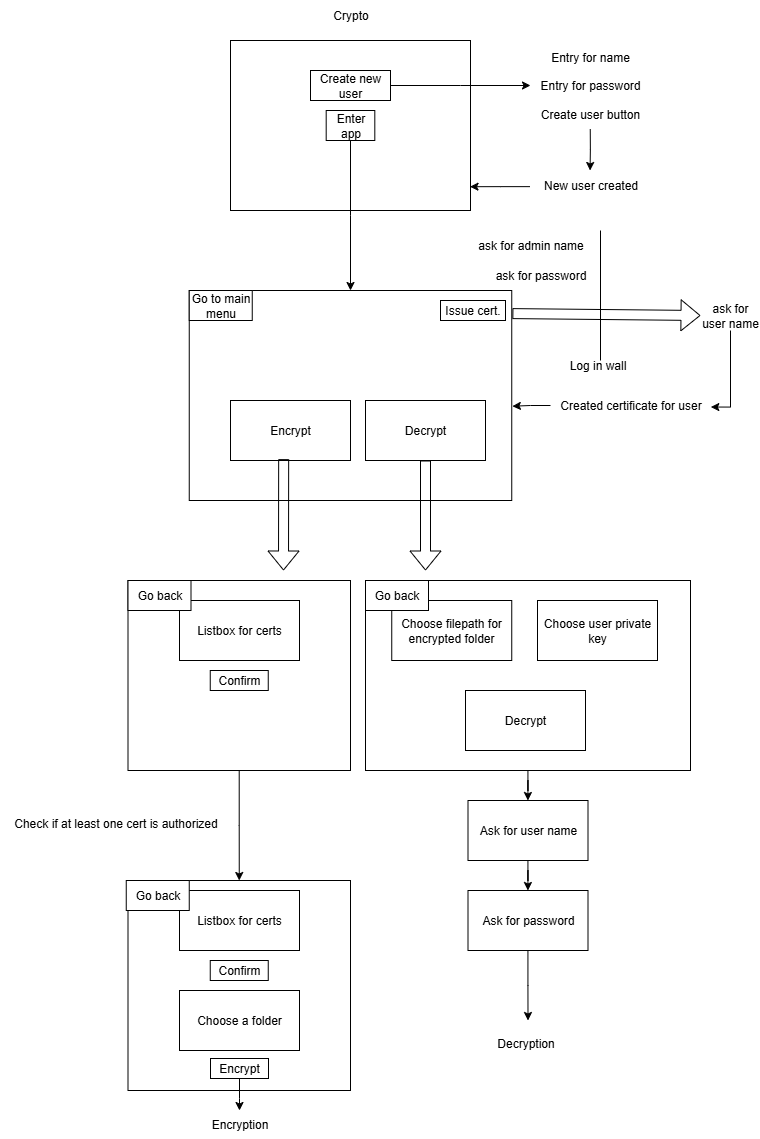 Crypto
Create new
user
Enter
app
Entry for name
Entry for password
Create user button
New user created
ask for admin name
ask for password
Log in wall
Go to main
menu
Issue cert.
ask for
user name
Created certificate for user
Encrypt
Decrypt
Go back
Listbox for certs
Confirm
Go back
Choose filepath for
encrypted folder
Choose user private
key
Decrypt
Check if at least one cert is authorized
Ask for user name
Ask for password
Decryption
Go back
Listbox for certs
Confirm
Choose a folder
Encrypt
Encryption